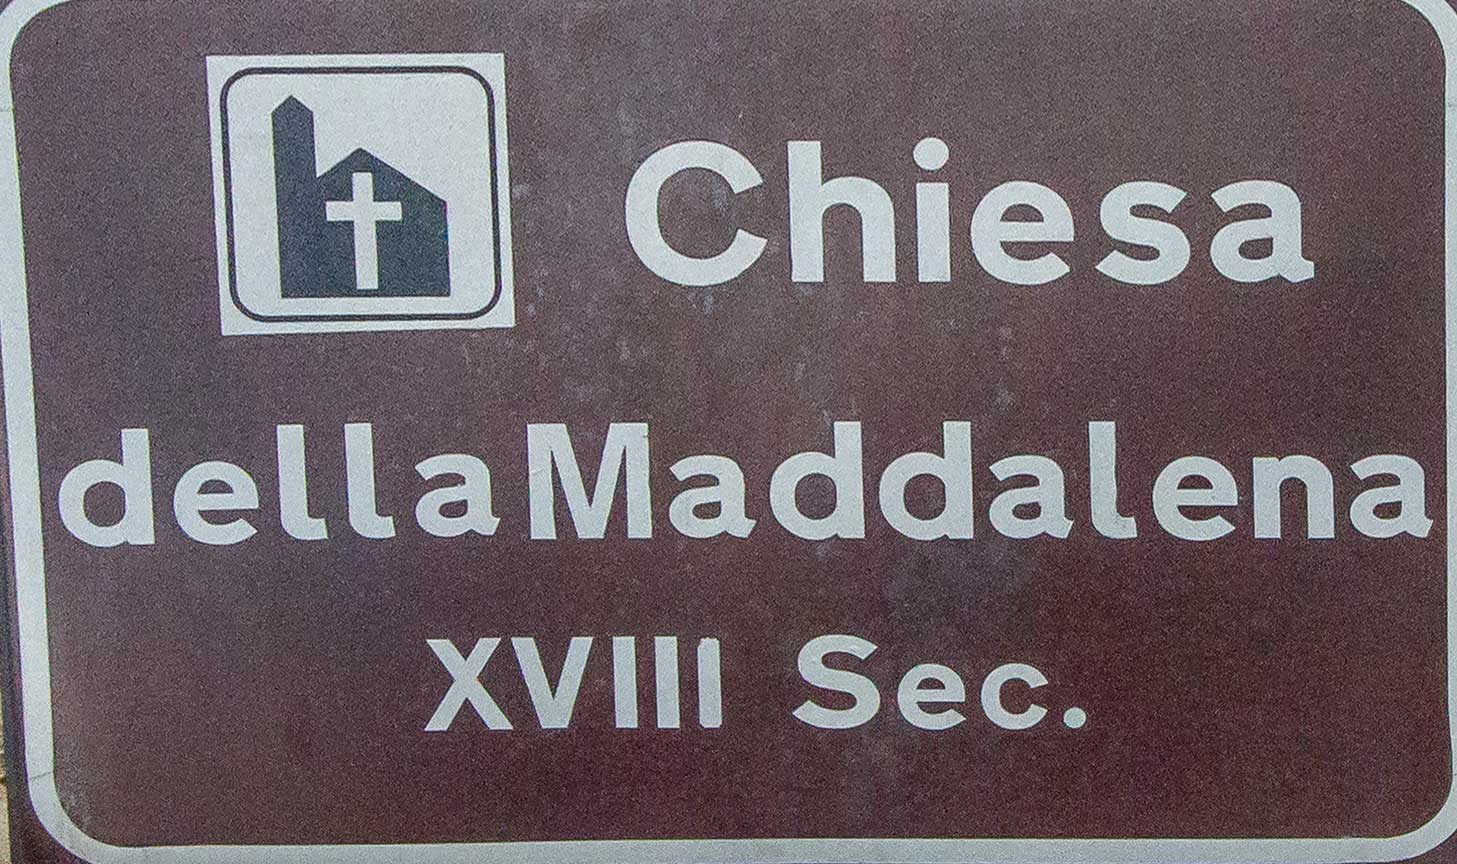 Chiesa
della Maddalena
XVIII Sec.